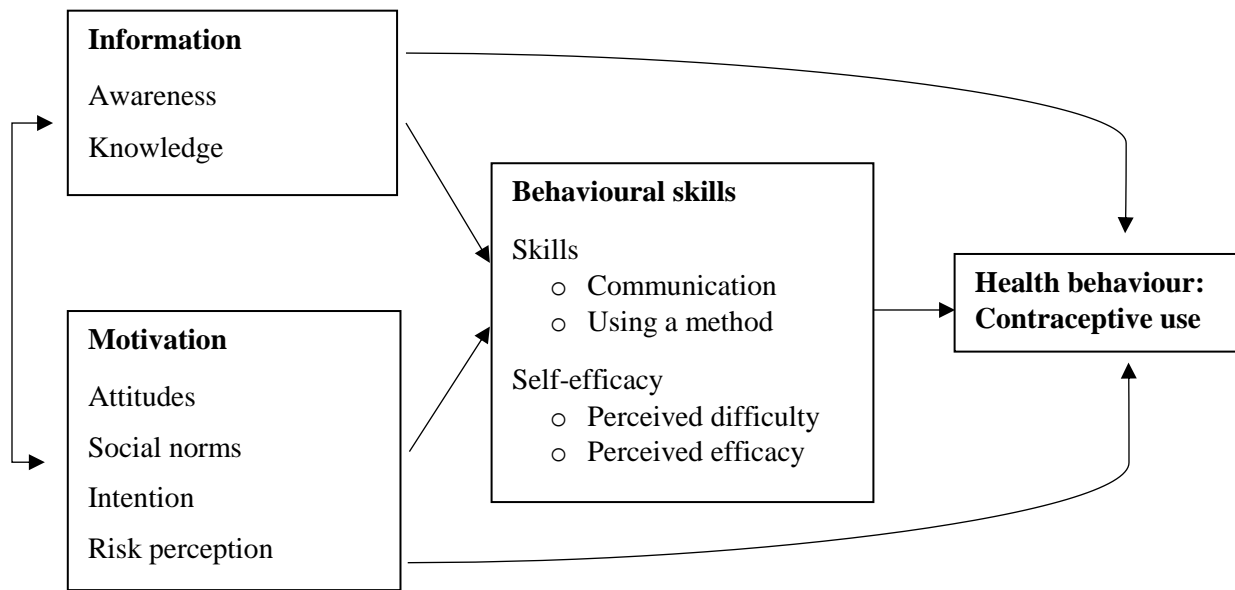 Information
Awareness
Knowledge
Motivation
Attitudes
Social norms
Intention
Risk perception
Behavioural skills
Skills
o Communication
o Using a method
Self-efficacy
o Perceived difficulty
o Perceived efficacy
Health behaviour:
Contraceptive use